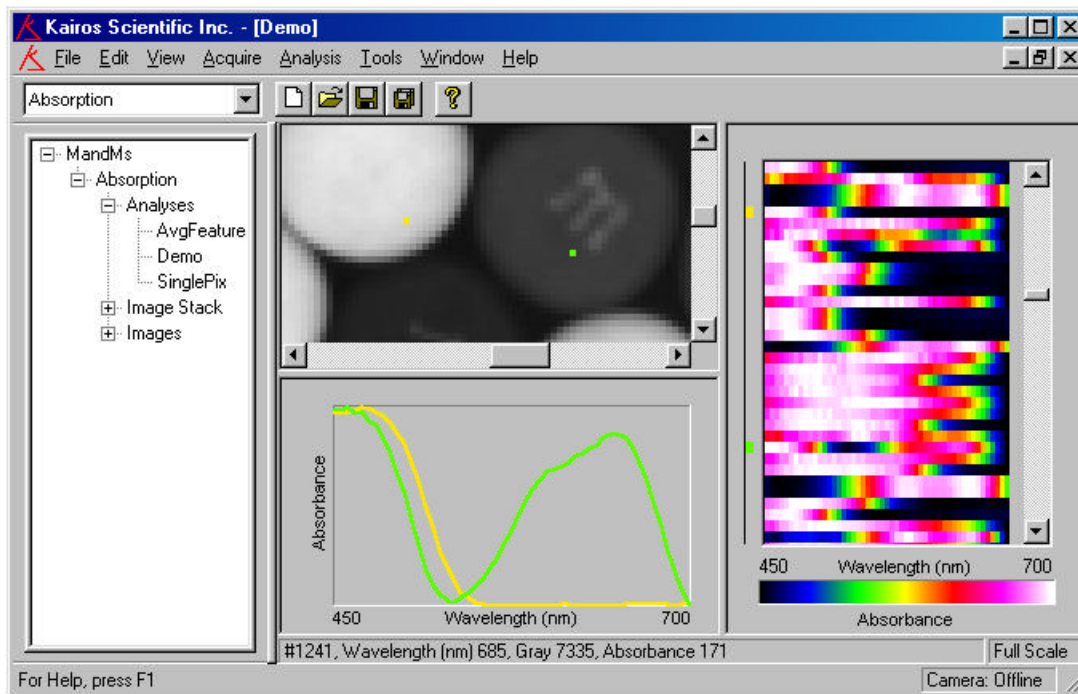 Kairos Scientific Inc. - [Demo]
File Edit View Acquire Analysis Tools Window Help
Absorption
MandMs
Absorption
Analyses
AvgFeature
Demo
SinglePix
Image Stack
Images
m
Absorbance
450 Wavelength (nm) 700
450 Wavelength (nm) 700
Absorbance
#1241, Wavelength (nm) 685, Gray 7335, Absorbance 171
Full Scale
For Help, press F1
Camera: Offline